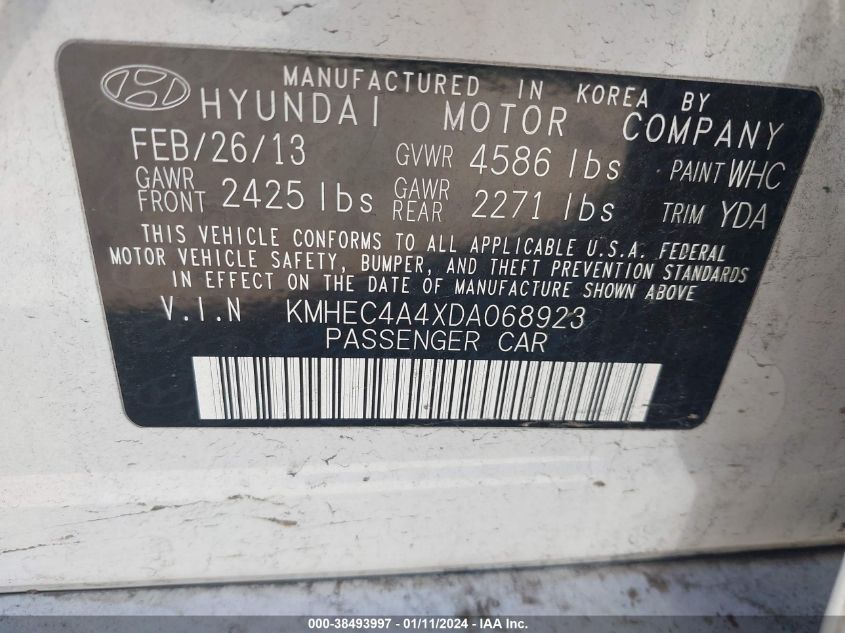 MANUFACTURED IN KOREA BY
HYUNDAI MOTOR COMPANY
FEB/26/13 GVWR 4586 lbs PAINT WHC
GAWR FRONT 2425 lbs GAWR REAR 2271 lbs TRIM YDA
THIS VEHICLE CONFORMS TO ALL APPLICABLE U.S.A. FEDERAL
MOTOR VEHICLE SAFETY, BUMPER, AND THEFT PREVENTION STANDARDS
IN EFFECT ON THE DATE OF MANUFACTURE SHOWN ABOVE
V.I.N KMHEC4A4XDA068923
PASSENGER CAR
000-38493997 - 01/11/2024 - IAA Inc.